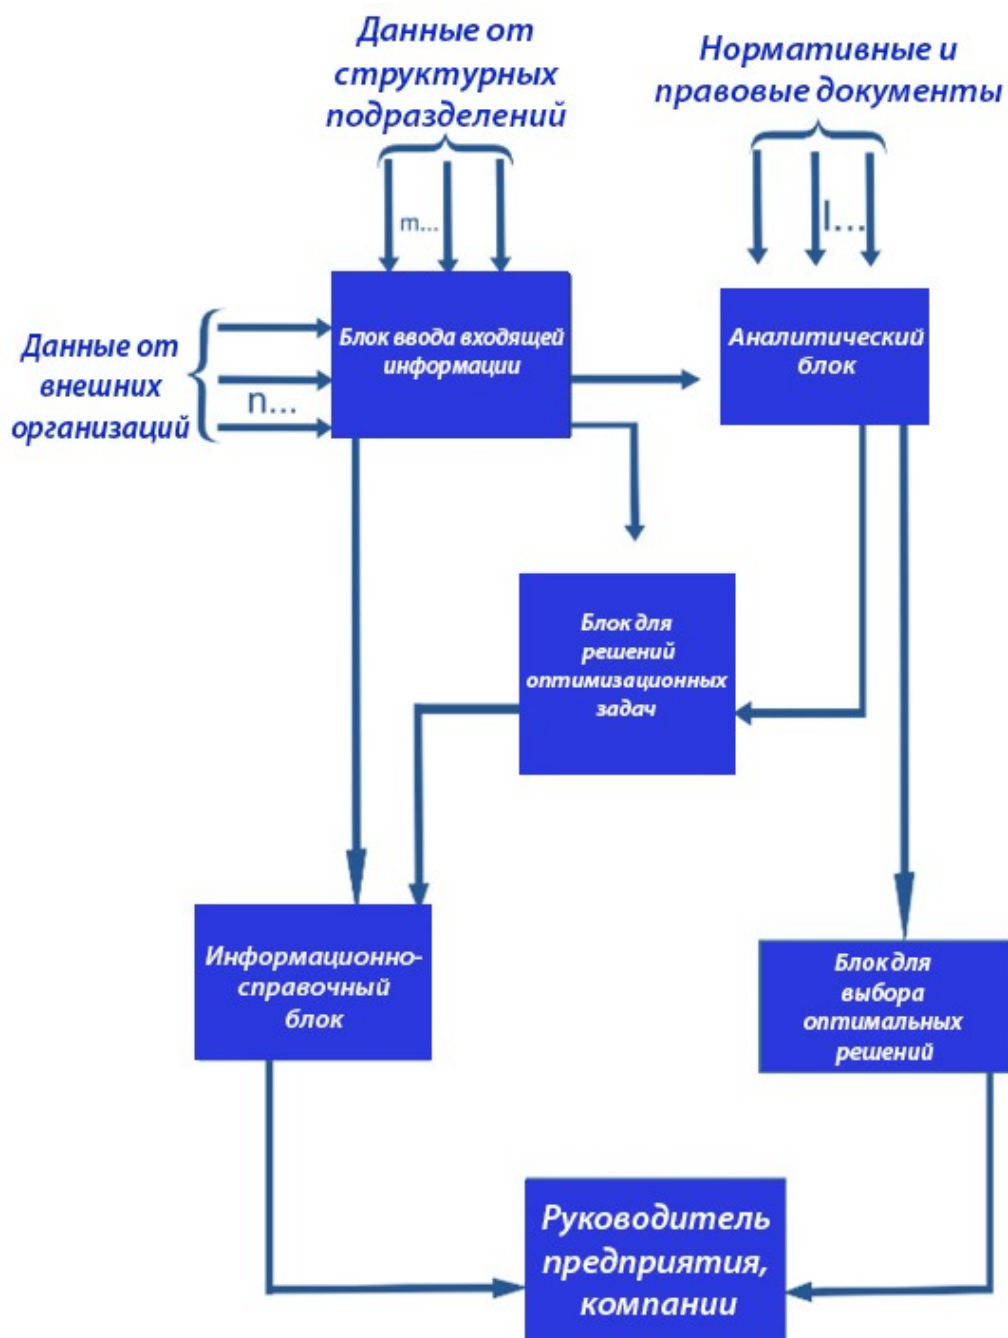 Данные от
структурных
подразделений
Нормативные и
правовые документы
m...
l...
Данные от
внешних
организаций
n...
Блок ввода входящей
информации
Аналитический
блок
Блок для
решений
оптимизационных
задач
Информационно-
справочный
блок
Блок для
выбора
оптимальных
решений
Руководитель
предприятия,
компании